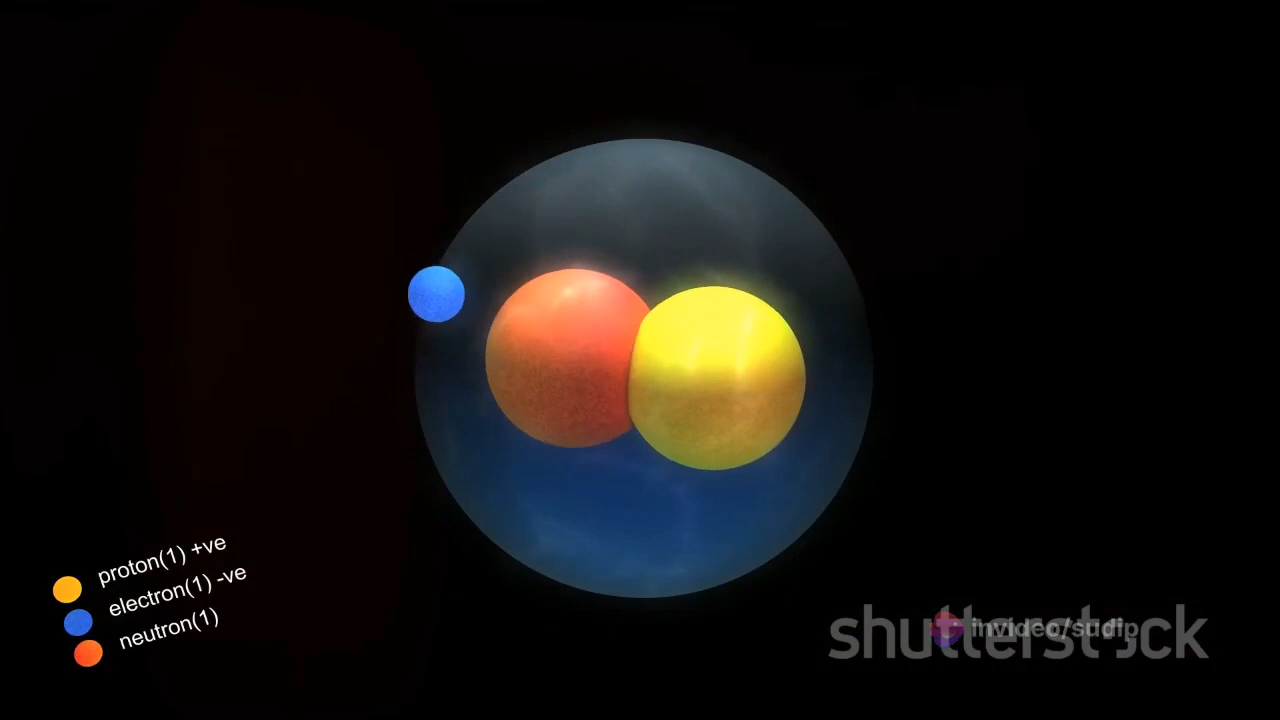 proton(1) +ve
electron(1) -ve
neutron(1)
invideo/sudip
shutterstock